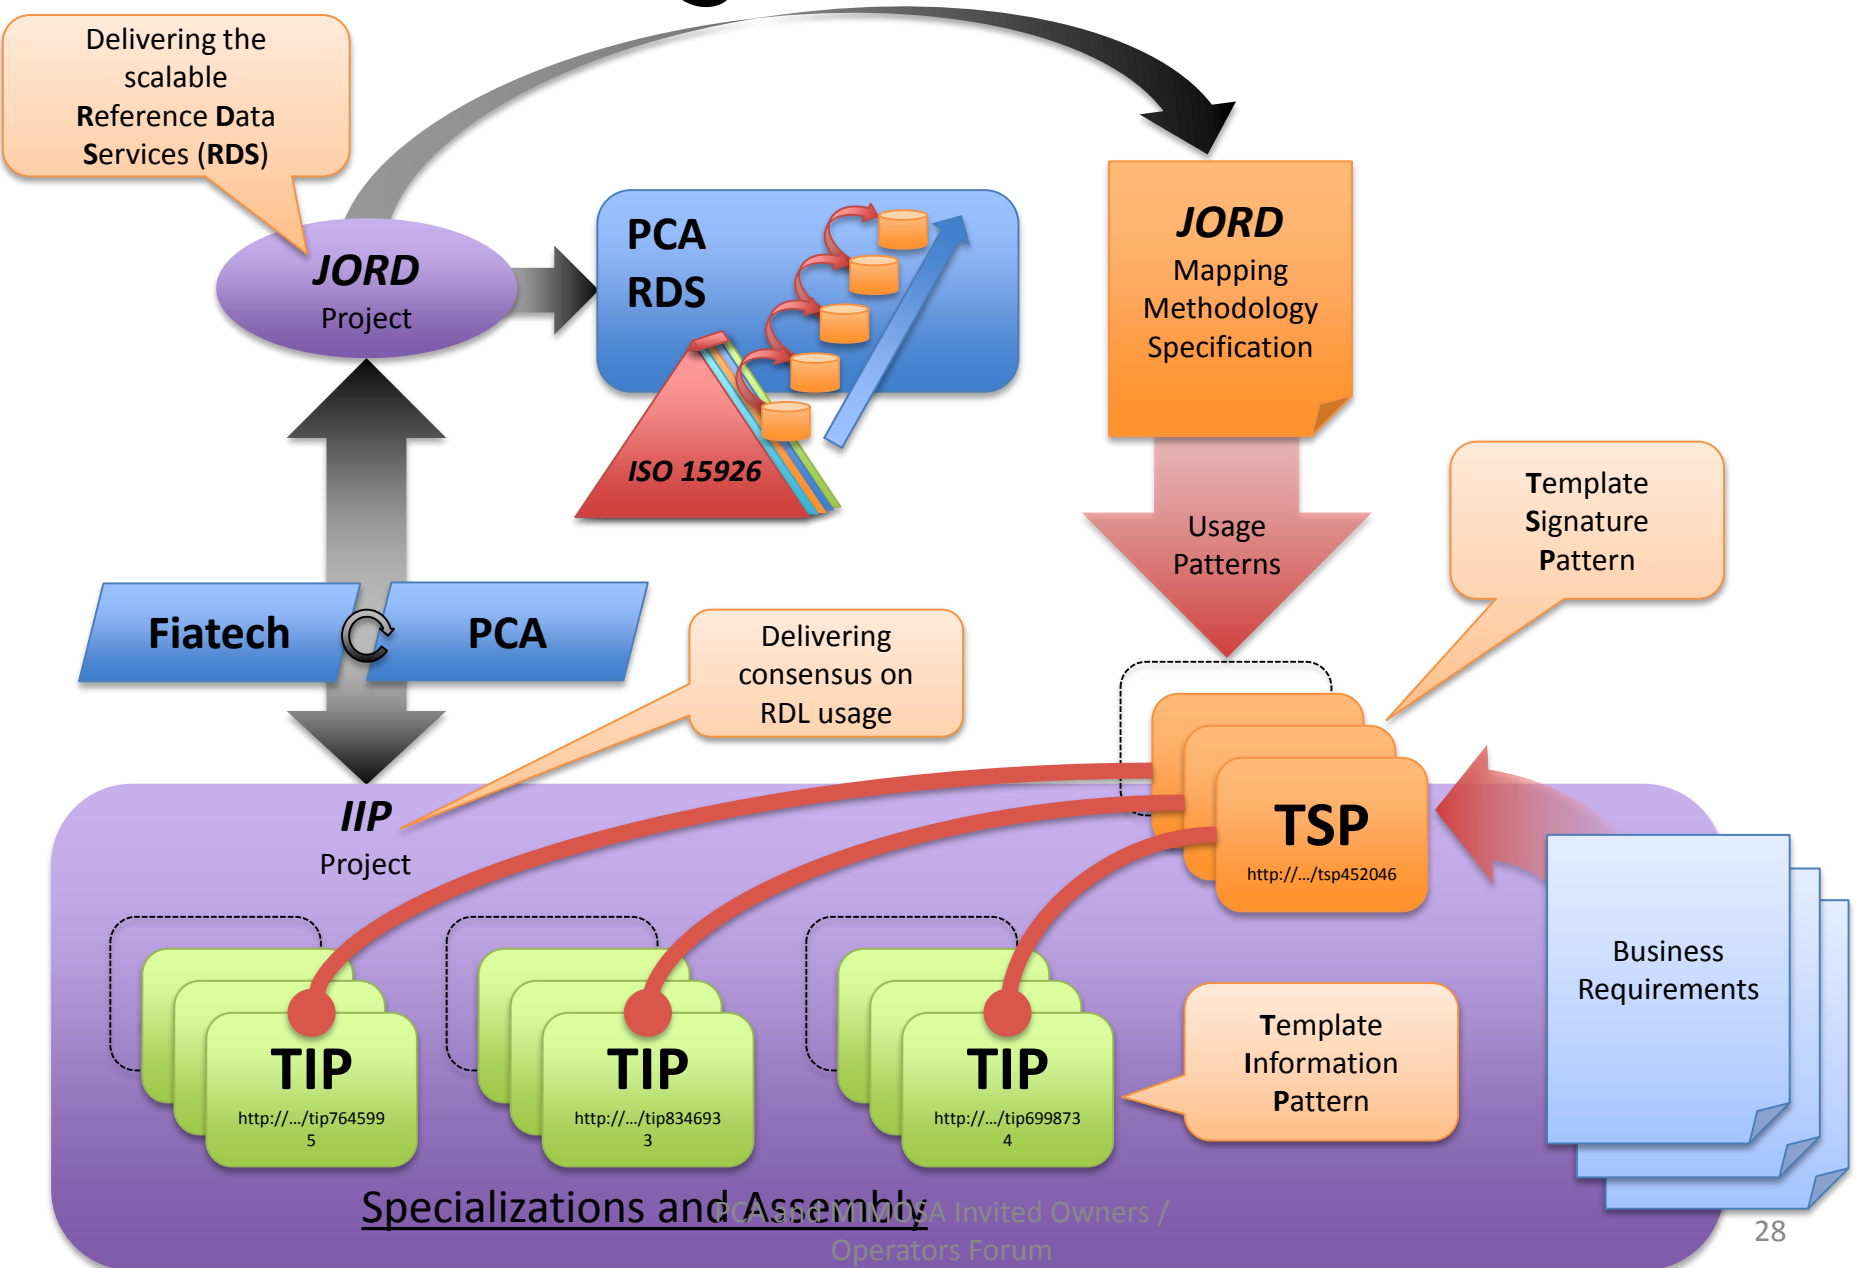 Delivering the
scalable
Reference Data
Services (RDS)
JORD
Project
PCA
RDS
ISO 15926
JORD
Mapping
Methodology
Specification
Usage
Patterns
Template
Signature
Pattern
Fiatech
PCA
Delivering
consensus on
RDL usage
IIP
Project
TSP
http://.../tsp452046
Business
Requirements
TIP
http://.../tip764599
5
TIP
http://.../tip834693
3
TIP
http://.../tip699873
4
Template
Information
Pattern
Specializations and Assembly
PCA and MIMOSA Invited Owners /
Operators Forum
28